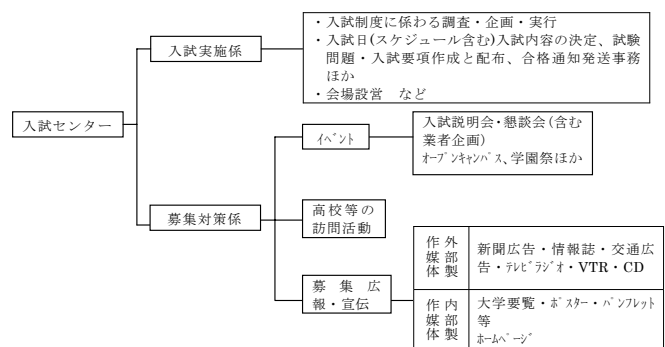 ・入試制度に係わる調査・企画・実行
・入試日(スケジュール含む)入試内容の決定、試験
問題・入試要項作成と配布、合格通知発送事務
ほか
・会場設営　など
入試実施係
入試センター
イベント
入試説明会・懇談会(含む
業者企画)
オープンキャンパス、学園祭ほか
募集対策係
高校等の
訪問活動
募集広
報・宣伝
外部製
作媒体
新聞広告・情報誌・交通広
告・テレビラジオ・VTR・CD
内部製
作媒体
大学要覧・ポスター・パンフレット
等
ホームページ